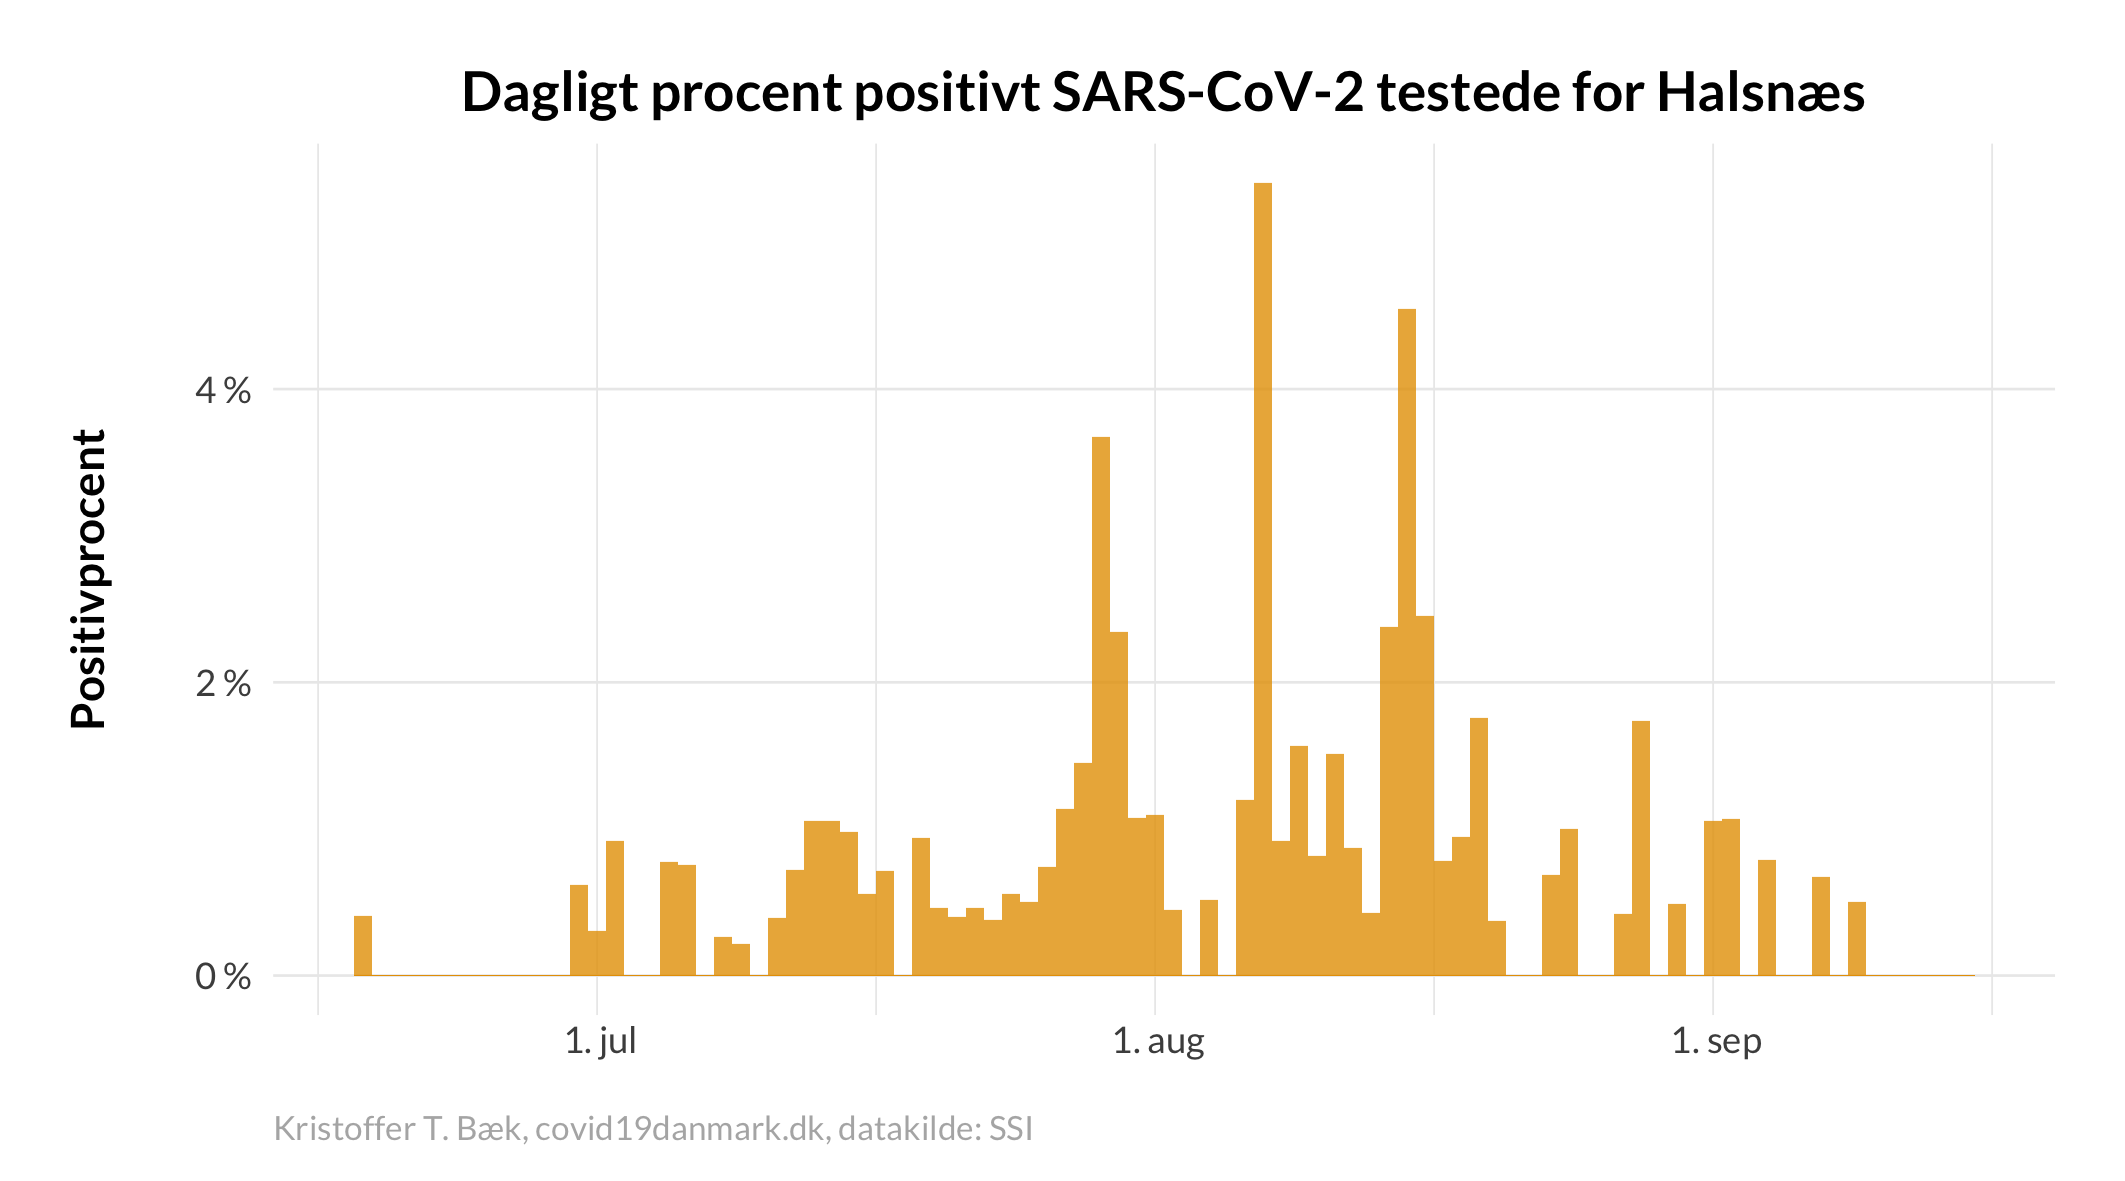 Dagligt procent positivt SARS-CoV-2 testede for Halsnæs
Positivprocent
4 %
2 %
0 %
1. jul
1. aug
1. sep
Kristoffer T. Bæk, covid19danmark.dk, datakilde: SSI